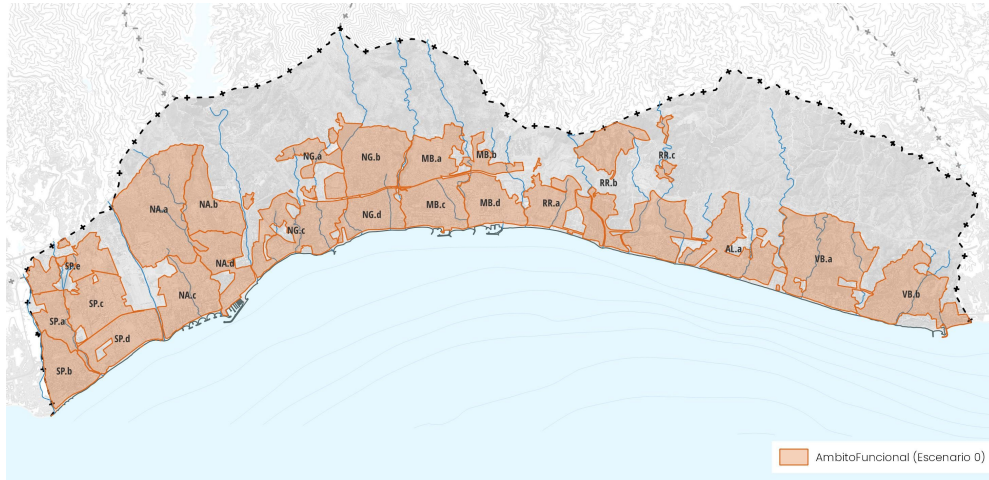 NG.a
NG.b
MB.a
MB.b
RR.c
RR.b
NA.a
NA.b
NG.c
NG.d
MB.c
MB.d
RR.a
AL.a
VB.a
NA.d
NA.c
VB.b
SP.e
SP.c
SP.a
SP.d
SP.b
AmbitoFuncional (Escenario 0)